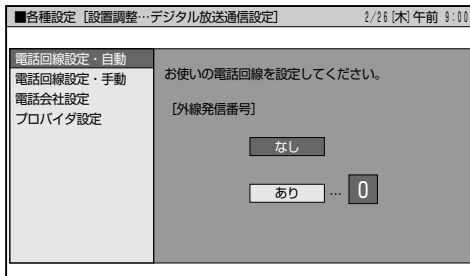 ■各種設定［設置調整…デジタル放送通信設定］ 2/26［木］午前 9:00
電話回線設定・自動
電話回線設定・手動
電話会社設定
プロバイダ設定
お使いの電話回線を設定してください。
［外線発信番号］
なし
あり … 0